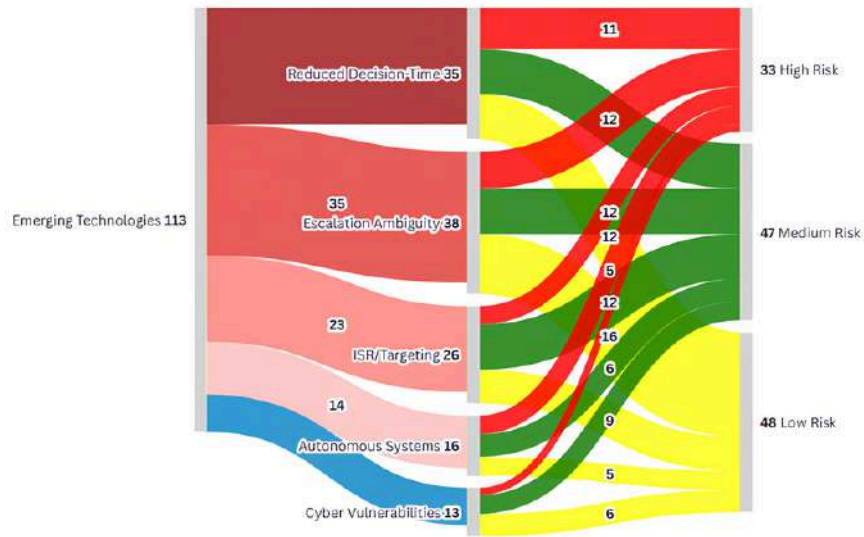 Emerging Technologies 113
Reduced Decision-Time 35
35
Escalation Ambiguity 38
23
ISR/Targeting 26
14
Autonomous Systems 16
Cyber Vulnerabilities 13
11
12
12
12
5
12
16
6
9
5
6
33 High Risk
47 Medium Risk
48 Low Risk